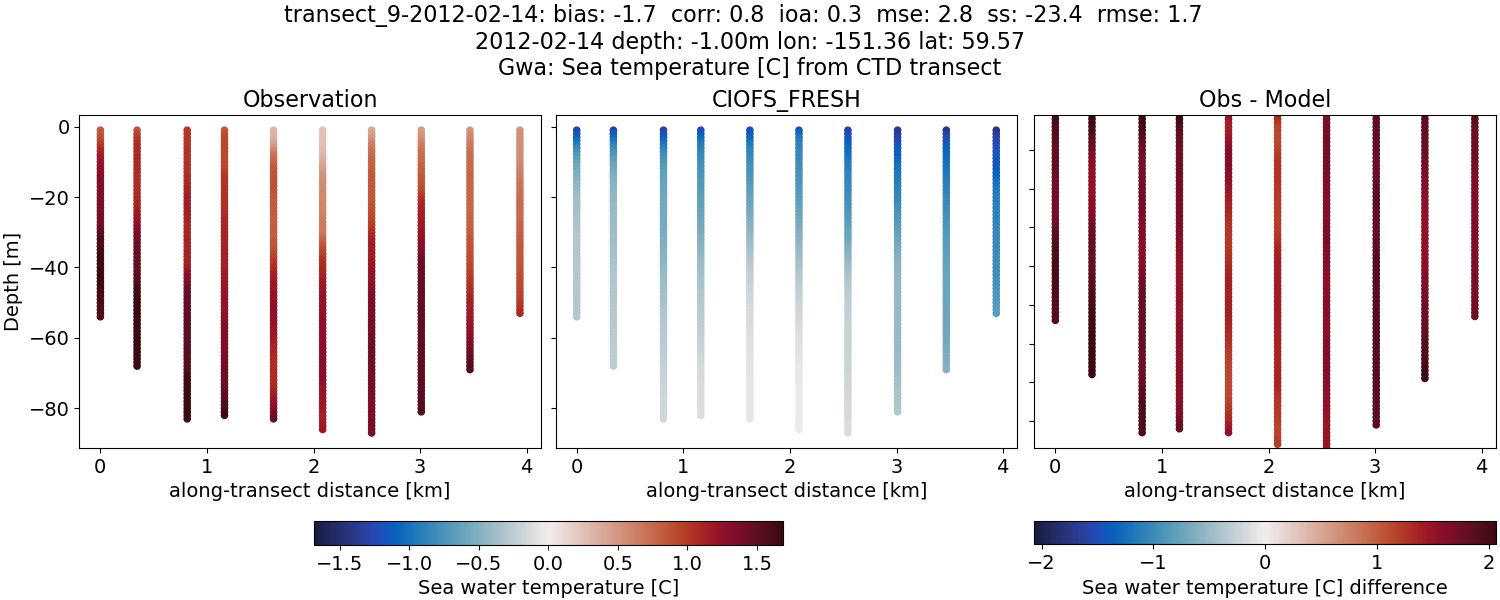 transect_9-2012-02-14: bias: -1.7  corr: 0.8  ioa: 0.3  mse: 2.8  ss: -23.4  rmse: 1.7
2012-02-14 depth: -1.00m lon: -151.36 lat: 59.57
Gwa: Sea temperature [C] from CTD transect
Observation
CIOFS_FRESH
Obs - Model
Depth [m]
0
−20
−40
−60
−80
0 1 2 3 4
0 1 2 3 4
0 1 2 3 4
along-transect distance [km]
along-transect distance [km]
along-transect distance [km]
−1.5 −1.0 −0.5 0.0 0.5 1.0 1.5
Sea water temperature [C]
−2 −1 0 1 2
Sea water temperature [C] difference